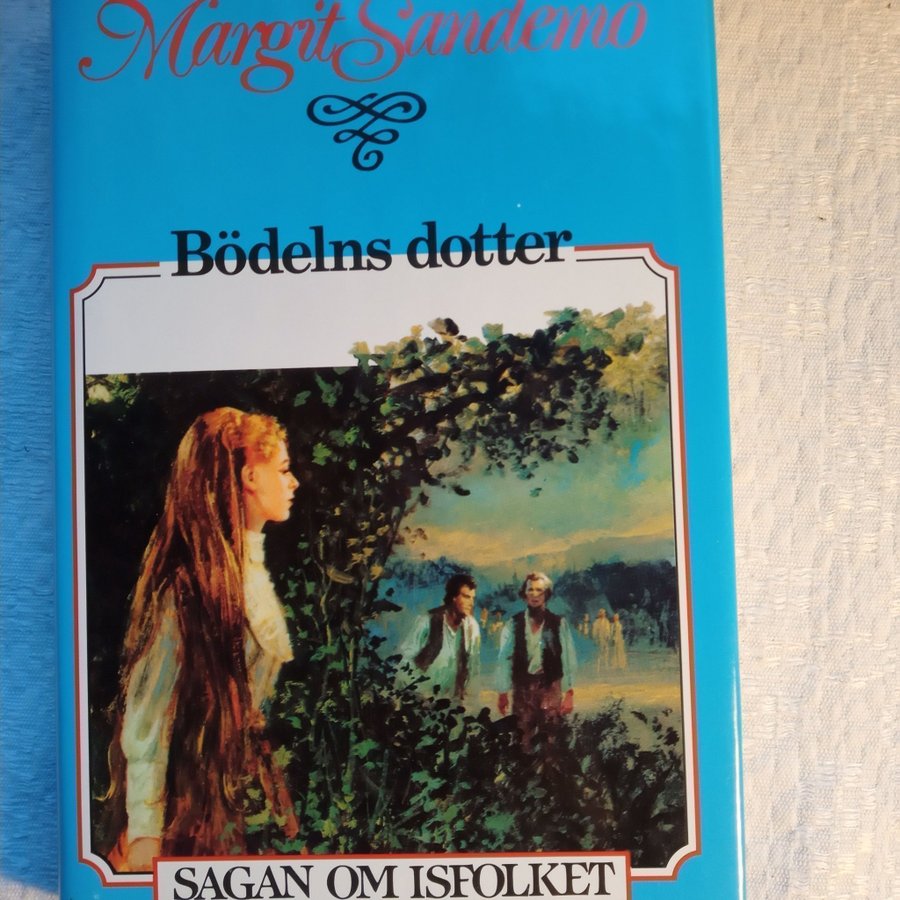 Margit Sandemo
Bödelns dotter
SAGAN OM ISFOLKET